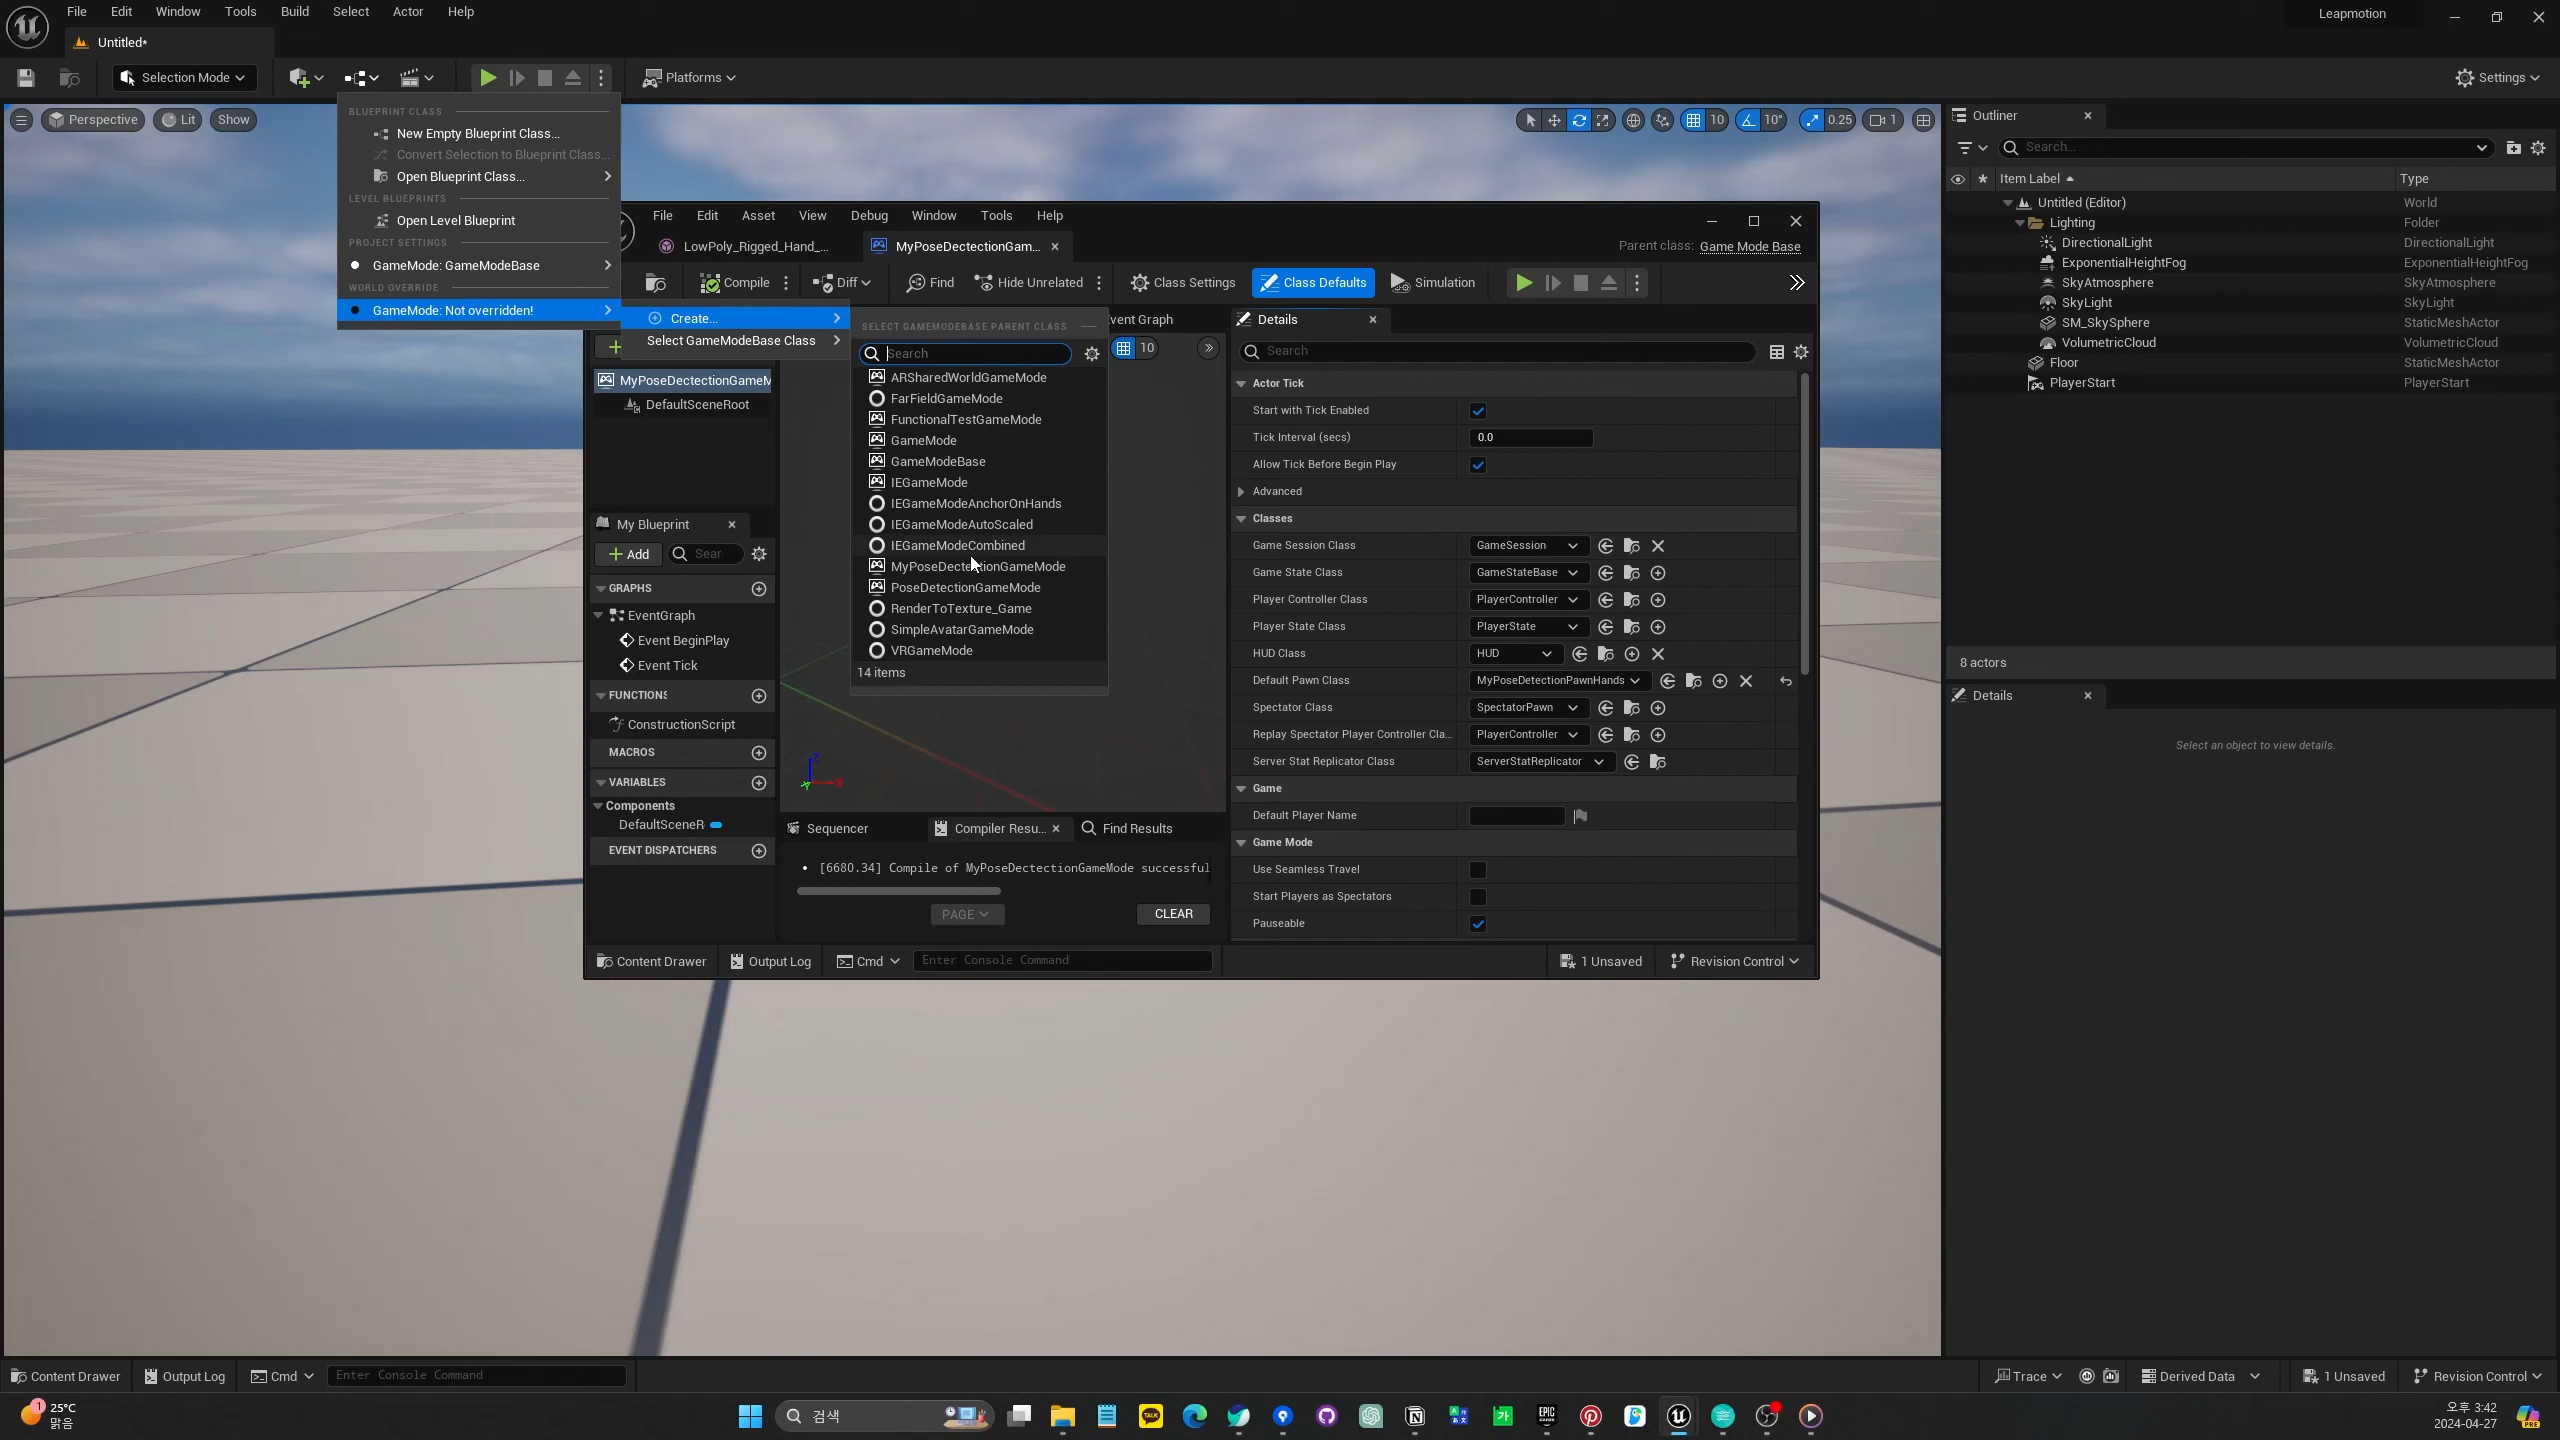 File Edit Window Tools Build Select Actor Help
Leapmotion
Untitled*
Selection Mode
Platforms
Settings
Perspective Lit Show
10 10° 0.25 1
BLUEPRINT CLASS
New Empty Blueprint Class...
Convert Selection to Blueprint Class...
Open Blueprint Class...
LEVEL BLUEPRINTS
Open Level Blueprint
PROJECT SETTINGS
GameMode: GameModeBase
WORLD OVERRIDE
GameMode: Not overridden!
Create...
Select GameModeBase Class
SELECT GAMEMODEBASE PARENT CLASS
Search
ARSharedWorldGameMode
FarFieldGameMode
FunctionalTestGameMode
GameMode
GameModeBase
IEGameMode
IEGameModeAnchorOnHands
IEGameModeAutoScaled
IEGameModeCombined
MyPoseDectectionGameMode
PoseDetectionGameMode
RenderToTexture_Game
SimpleAvatarGameMode
VRGameMode
14 items
File Edit Asset View Debug Window Tools Help
LowPoly_Rigged_Hand_...
MyPoseDectectionGam...
Parent class: Game Mode Base
Compile Diff Find Hide Unrelated Class Settings Class Defaults Simulation
Event Graph
10
MyPoseDectectionGameM
DefaultSceneRoot
My Blueprint
Add
Sear
GRAPHS
EventGraph
Event BeginPlay
Event Tick
FUNCTIONS
ConstructionScript
MACROS
VARIABLES
Components
DefaultSceneR
EVENT DISPATCHERS
Z
X
Y
Sequencer
Compiler Resu...
Find Results
[6680.34] Compile of MyPoseDectectionGameMode successful
PAGE
CLEAR
Details
Search
Actor Tick
Start with Tick Enabled
Tick Interval (secs) 0.0
Allow Tick Before Begin Play
Advanced
Classes
Game Session Class GameSession
Game State Class GameStateBase
Player Controller Class PlayerController
Player State Class PlayerState
HUD Class HUD
Default Pawn Class MyPoseDetectionPawnHands
Spectator Class SpectatorPawn
Replay Spectator Player Controller Cla... PlayerController
Server Stat Replicator Class ServerStatReplicator
Game
Default Player Name
Game Mode
Use Seamless Travel
Start Players as Spectators
Pauseable
Content Drawer Output Log Cmd Enter Console Command
1 Unsaved Revision Control
Outliner
Search...
Item Label Type
Untitled (Editor) World
Lighting Folder
DirectionalLight DirectionalLight
ExponentialHeightFog ExponentialHeightFog
SkyAtmosphere SkyAtmosphere
SkyLight SkyLight
SM_SkySphere StaticMeshActor
VolumetricCloud VolumetricCloud
Floor StaticMeshActor
PlayerStart PlayerStart
8 actors
Details
Select an object to view details.
Content Drawer Output Log Cmd Enter Console Command
Trace Derived Data 1 Unsaved Revision Control
1
25°C
맑음
검색
TALK
EPIC GAMES
오후 3:42
2024-04-27
PRE